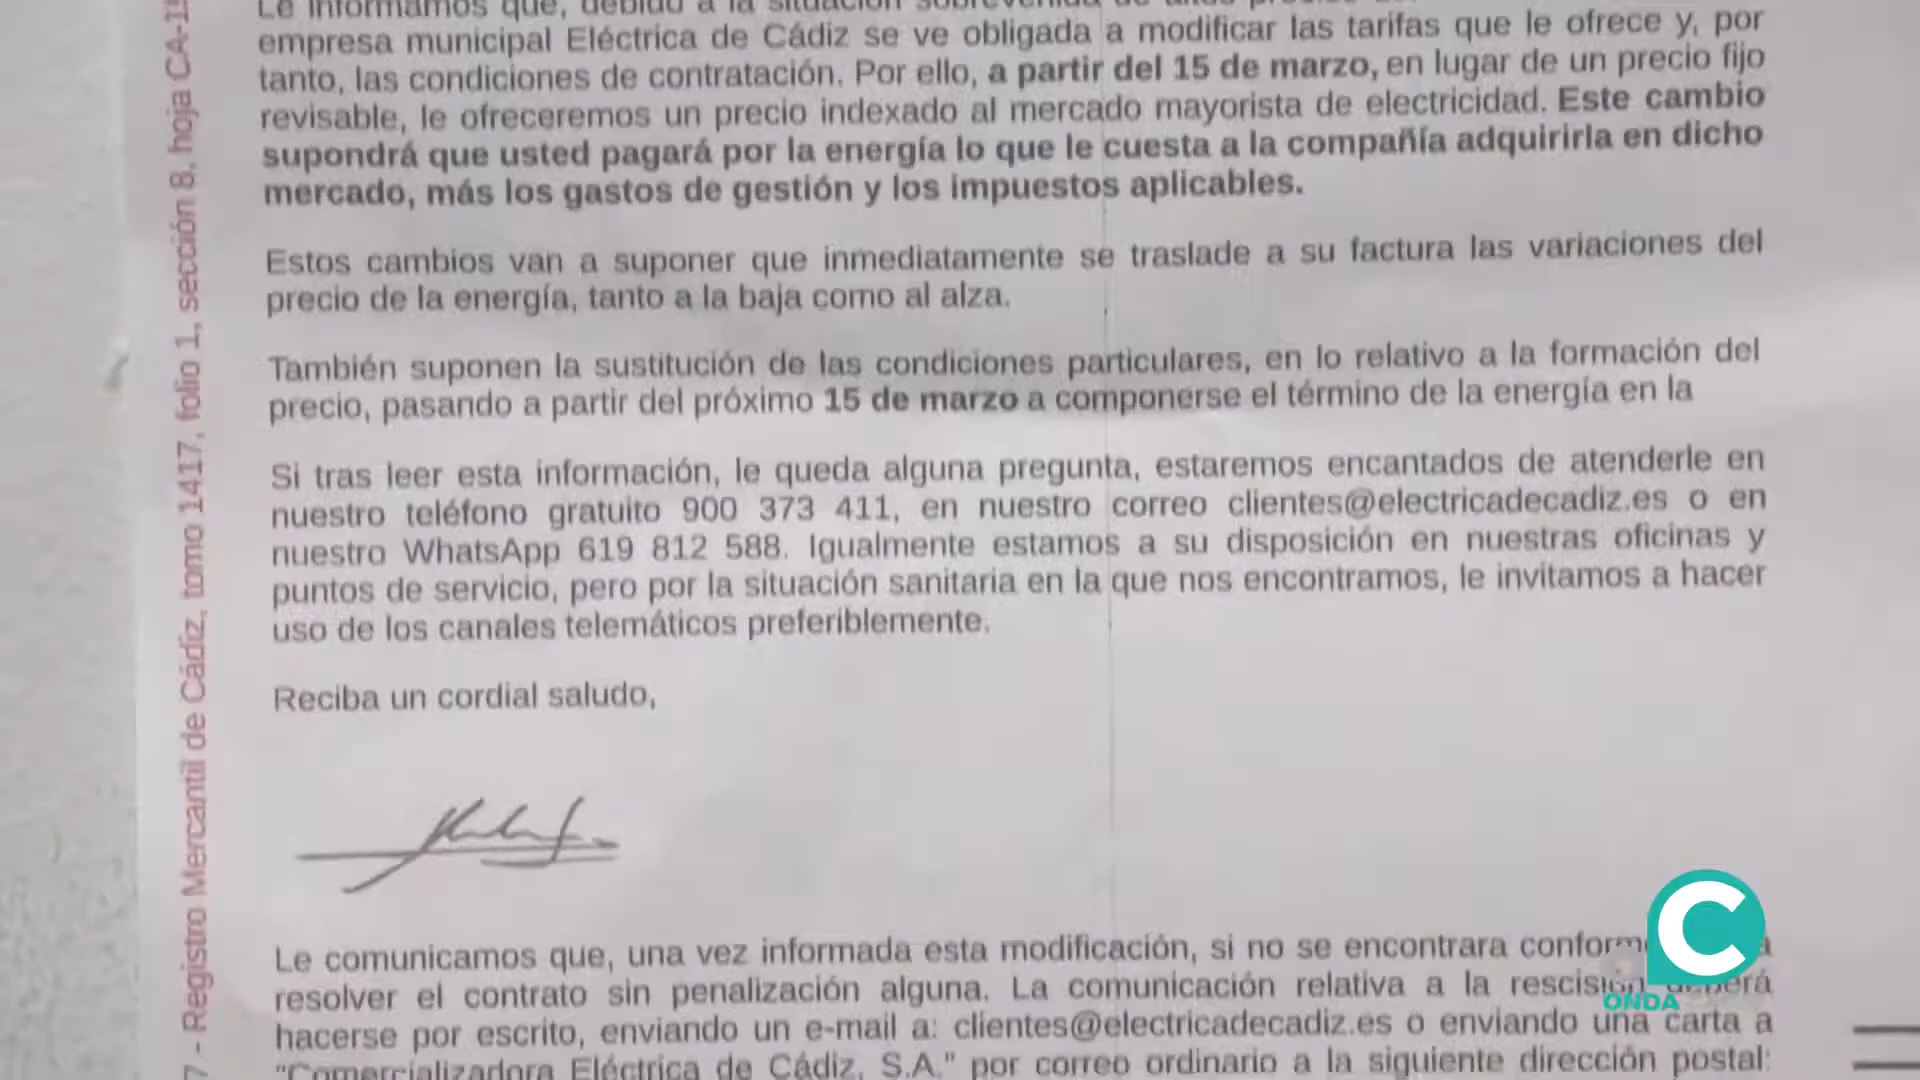 Le informamos que, debido a la situación sobrevenida de altos
empresa municipal Eléctrica de Cádiz se ve obligada a modificar las tarifas que le ofrece y, por
tanto, las condiciones de contratación. Por ello, a partir del 15 de marzo, en lugar de un precio fijo
revisable, le ofreceremos un precio indexado al mercado mayorista de electricidad. Este cambio
supondrá que usted pagará por la energía lo que le cuesta a la compañía adquirirla en dicho
mercado, más los gastos de gestión y los impuestos aplicables.
Estos cambios van a suponer que inmediatamente se traslade a su factura las variaciones del
precio de la energía, tanto a la baja como al alza.
También suponen la sustitución de las condiciones particulares, en lo relativo a la formación del
precio, pasando a partir del próximo 15 de marzo a componerse el término de la energía en la
Si tras leer esta información, le queda alguna pregunta, estaremos encantados de atenderle en
nuestro teléfono gratuito 900 373 411, en nuestro correo clientes@electricadecadiz.es o en
nuestro WhatsApp 619 812 588. Igualmente estamos a su disposición en nuestras oficinas y
puntos de servicio, pero por la situación sanitaria en la que nos encontramos, le invitamos a hacer
uso de los canales telemáticos preferiblemente.
Reciba un cordial saludo,
Le comunicamos que, una vez informada esta modificación, si no se encontrara
resolver el contrato sin penalización alguna. La comunicación relativa a la
hacerse por escrito, enviando un e-mail a: clientes@electricadecadiz.es o enviando una carta a
"Comercializadora Eléctrica de Cádiz, S.A." por correo ordinario a la siguiente dirección postal:
7 - Registro Mercantil de Cádiz, tomo 1417, folio 1, sección 8, hoja CA-15
C
ONDA